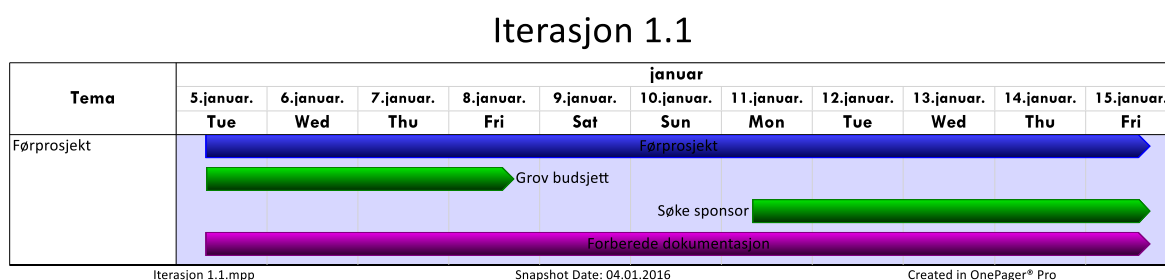 Iterasjon 1.1
Tema
januar
5.januar. 6.januar. 7.januar. 8.januar. 9.januar. 10.januar. 11.januar. 12.januar. 13.januar. 14.januar. 15.januar.
Tue Wed Thu Fri Sat Sun Mon Tue Wed Thu Fri
Førprosjekt Førprosjekt
Grov budsjett
Søke sponsor
Forberede dokumentasjon
Iterasjon 1.1.mpp Snapshot Date: 04.01.2016 Created in OnePager® Pro